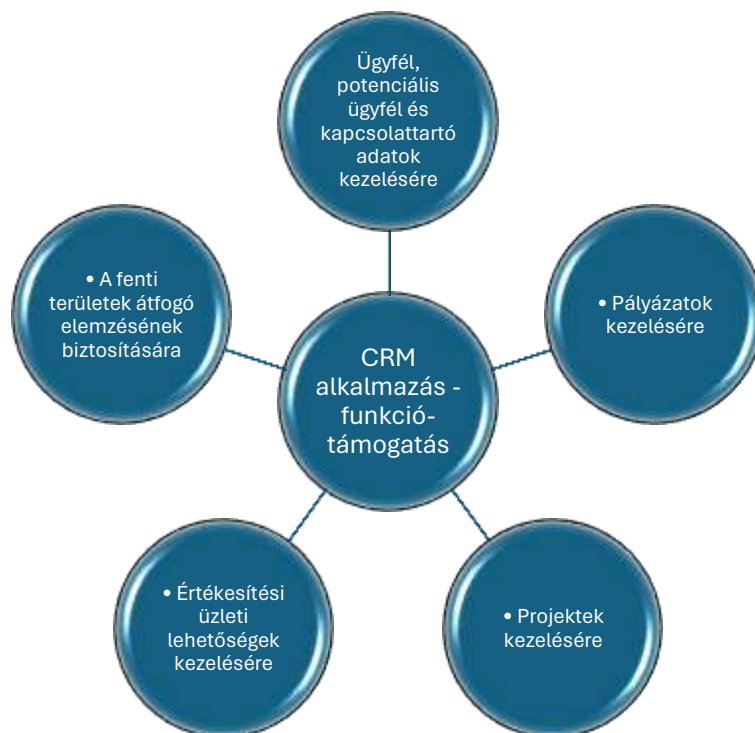 Ügyfél,
potenciális
ügyfél és
kapcsolattartó
adatok
kezelésére
• A fenti
területek átfogó
elemzésének
biztosítására
• Pályázatok
kezelésére
CRM
alkalmazás -
funkció-
támogatás
• Értékesítési
üzleti
lehetőségek
kezelésére
• Projektek
kezelésére